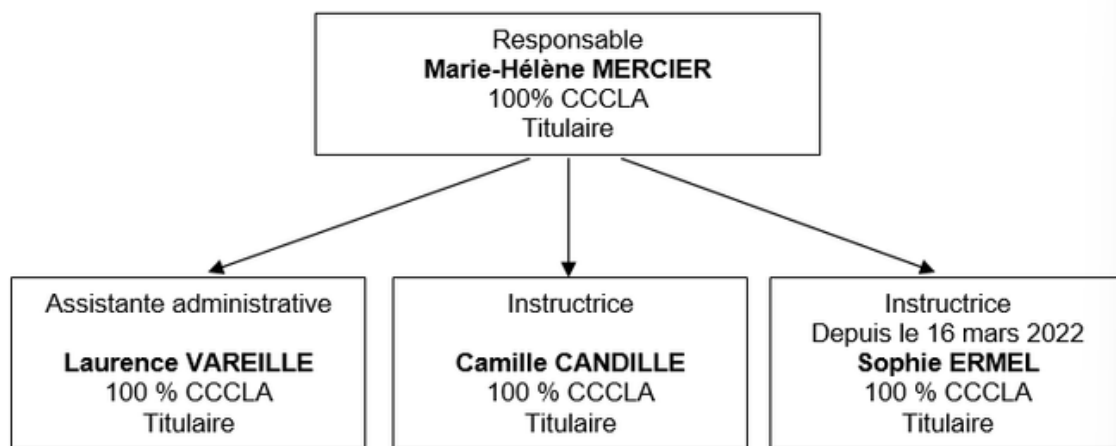 Responsable
Marie-Hélène MERCIER
100% CCCLA
Titulaire
Assistante administrative
Laurence VAREILLE
100 % CCCLA
Titulaire
Instructrice
Camille CANDILLE
100 % CCCLA
Titulaire
Instructrice
Depuis le 16 mars 2022
Sophie ERMEL
100 % CCCLA
Titulaire